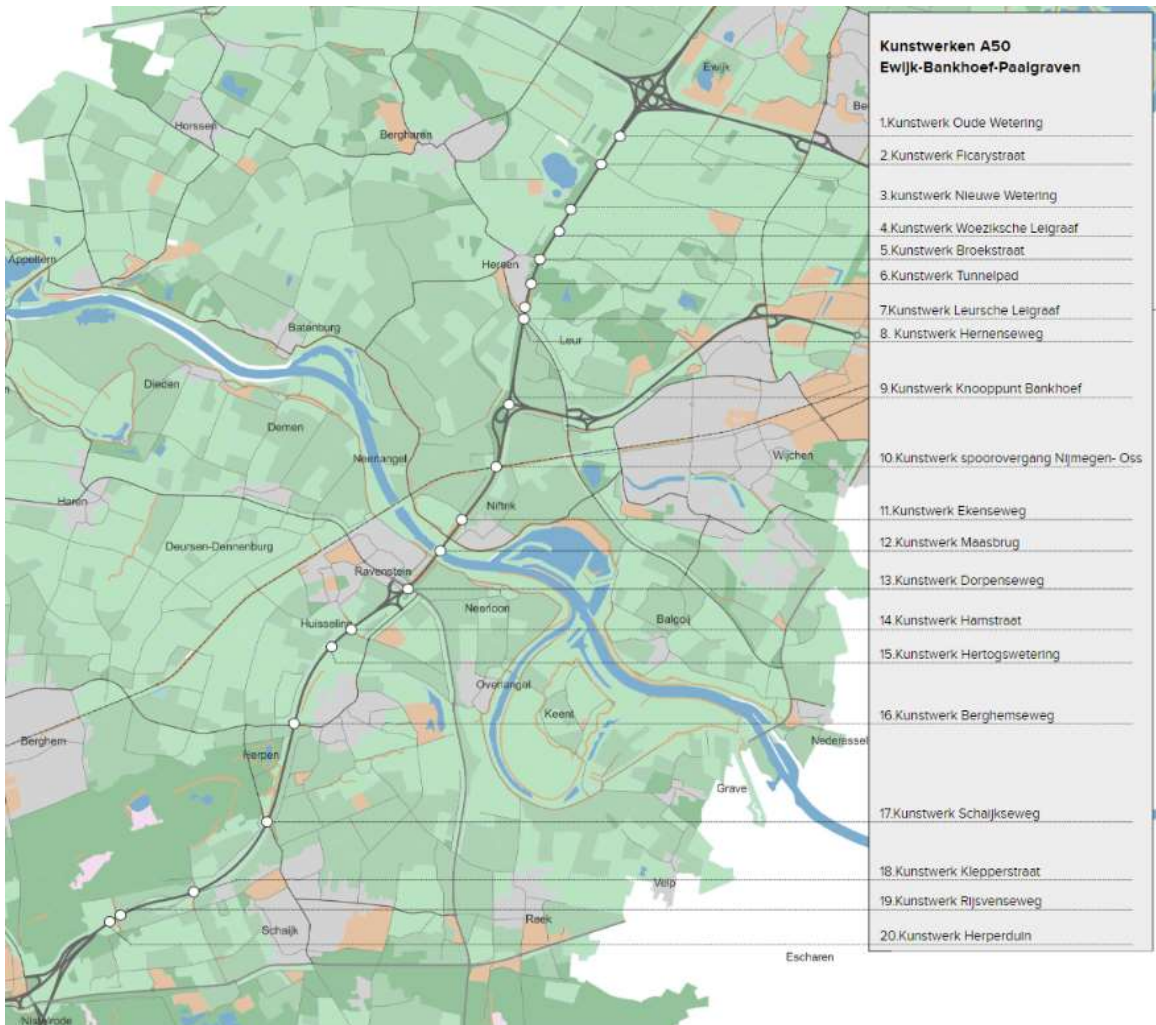 Kunstwerken A50
Ewijk-Bankhoef-Paalgraven
1.Kunstwerk Oude Wetering
2.Kunstwerk Ficarystraat
3.kunstwerk Nieuwe Wetering
4.Kunstwerk Woeziksche Leigraaf
5.Kunstwerk Broekstraat
6.Kunstwerk Tunnelpad
7.Kunstwerk Leursche Leigraaf
8. Kunstwerk Hernenseweg
9.Kunstwerk Knooppunt Bankhoef
10.Kunstwerk spoorovergang Nijmegen- Oss
11.Kunstwerk Ekenseweg
12.Kunstwerk Maasbrug
13.Kunstwerk Dorpenseweg
14.Kunstwerk Hamstraat
15.Kunstwerk Hertogswetering
16.Kunstwerk Berghemseweg
17.Kunstwerk Schaijkseweg
18.Kunstwerk Klepperstraat
19.Kunstwerk Rijsvenseweg
20.Kunstwerk Herperduin
Ewijk
Horssen
Bergharen
Be
Hernen
Appeltern
Batenburg
Leur
Dieden
Demen
Neerlangel
Wijchen
Haren
Niftrik
Deursen-Dennenburg
Ravenstein
Neerloon
Huisseling
Balgoij
Overlangel
Keent
Berghem
Nederassel
Herpen
Grave
Velp
Schaijk
Reek
Escharen
Nistelrode